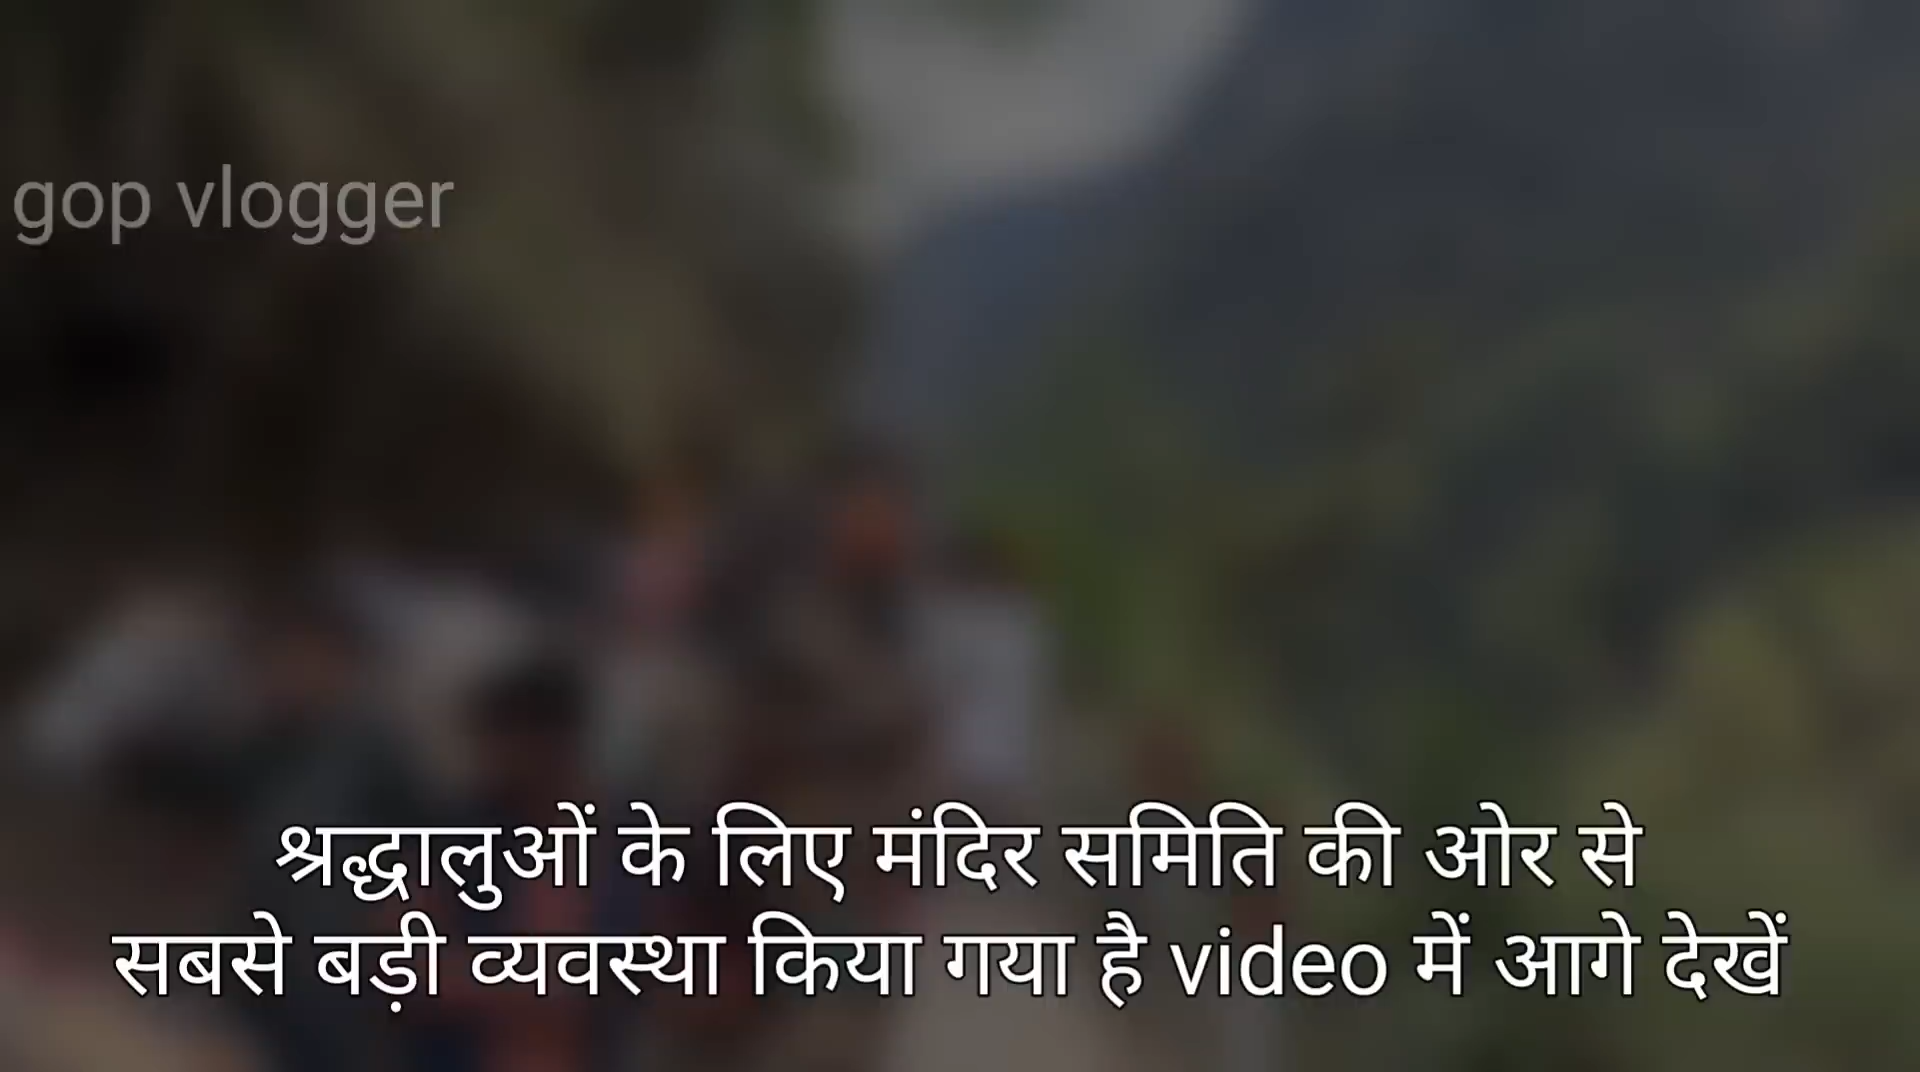 gop vlogger
श्रद्धालुओं के लिए मंदिर समिति की ओर से
सबसे बड़ी व्यवस्था किया गया है video में आगे देखें